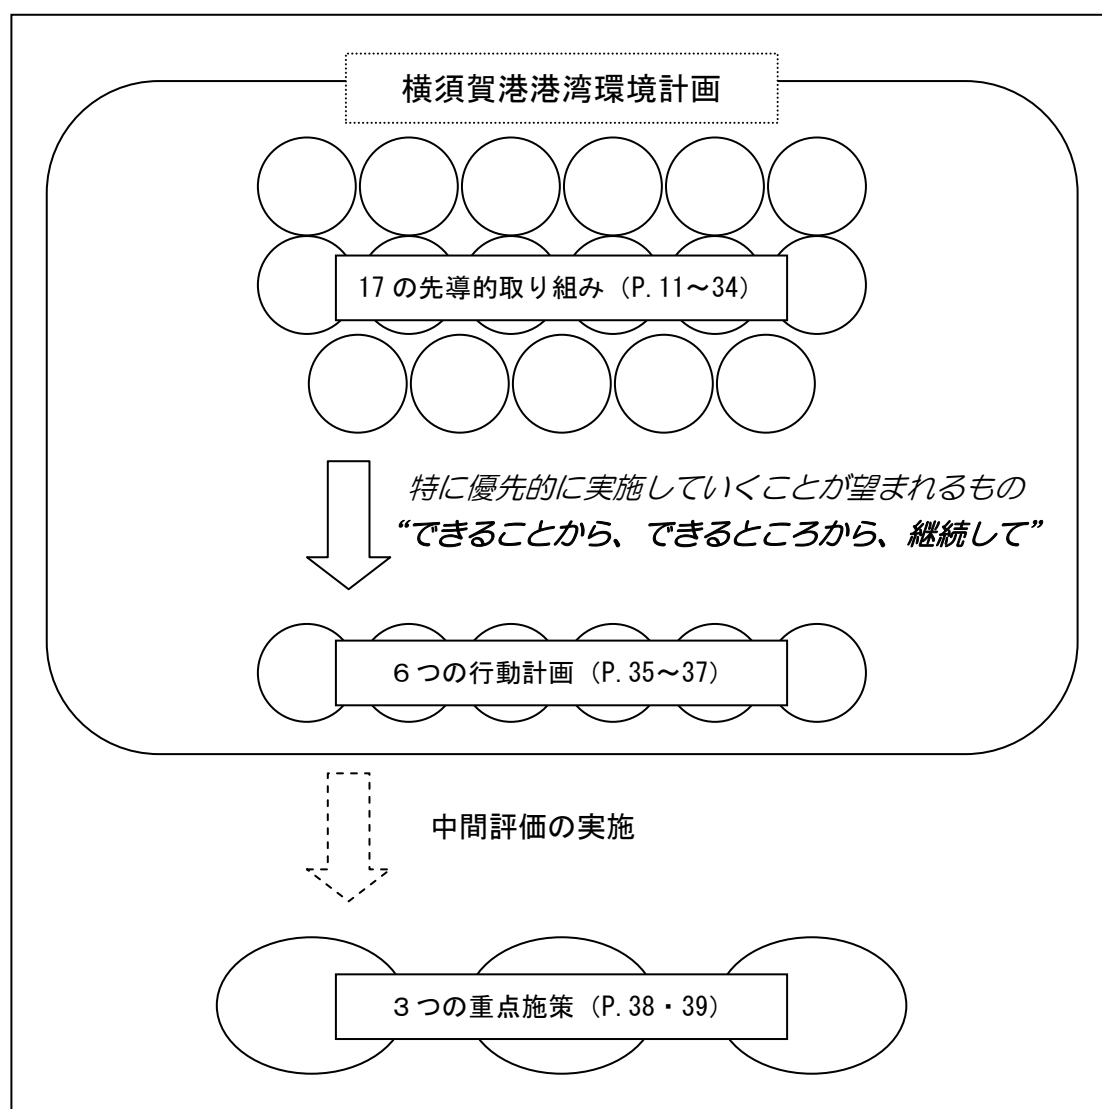 横須賀港港湾環境計画
17の先導的取り組み（P.11～34）
特に優先的に実施していくことが望まれるもの
“できることから、できるところから、継続して”
６つの行動計画（P.35～37）
中間評価の実施
３つの重点施策（P.38・39）